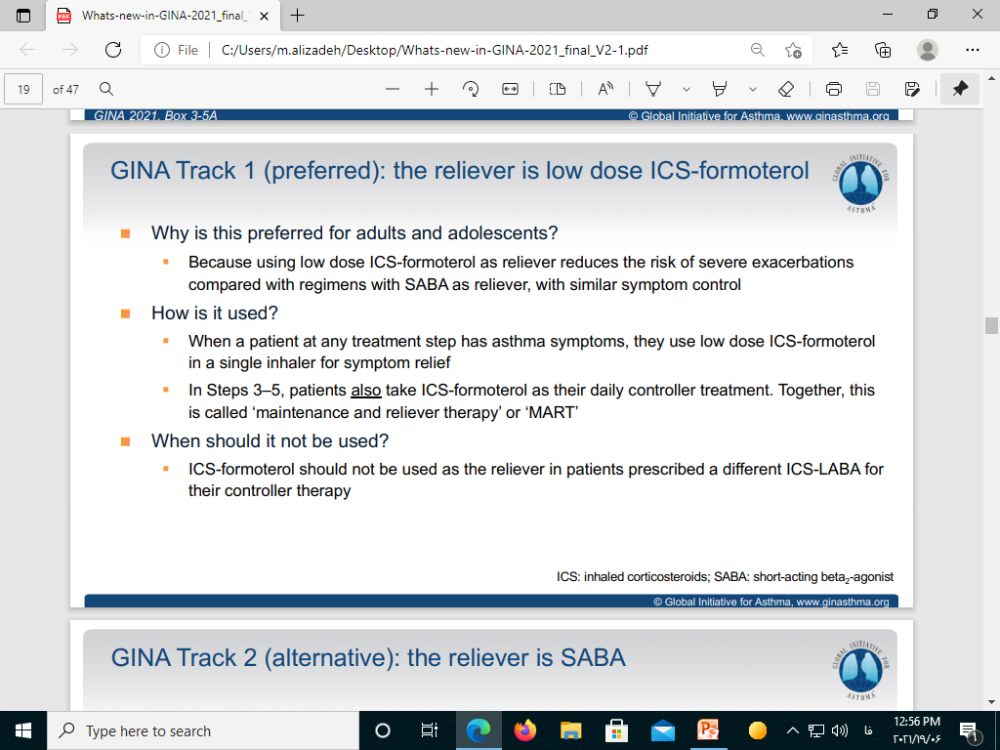 Whats-new-in-GINA-2021_final_
File
C:/Users/m.alizadeh/Desktop/Whats-new-in-GINA-2021_final_V2-1.pdf
19 of 47
GINA 2021, Box 3-5A
© Global Initiative for Asthma, www.ginasthma.org
GINA Track 1 (preferred): the reliever is low dose ICS-formoterol
GLOBAL INITIATIVE FOR ASTHMA
■ Why is this preferred for adults and adolescents?
▪ Because using low dose ICS-formoterol as reliever reduces the risk of severe exacerbations
compared with regimens with SABA as reliever, with similar symptom control
■ How is it used?
▪ When a patient at any treatment step has asthma symptoms, they use low dose ICS-formoterol
in a single inhaler for symptom relief
▪ In Steps 3–5, patients also take ICS-formoterol as their daily controller treatment. Together, this
is called ‘maintenance and reliever therapy’ or ‘MART’
■ When should it not be used?
▪ ICS-formoterol should not be used as the reliever in patients prescribed a different ICS-LABA for
their controller therapy
ICS: inhaled corticosteroids; SABA: short-acting beta₂-agonist
© Global Initiative for Asthma, www.ginasthma.org
GINA Track 2 (alternative): the reliever is SABA
GLOBAL INITIATIVE FOR ASTHMA
Type here to search
فا
12:56 PM
٢٠٢١/١٩/٠۶
1